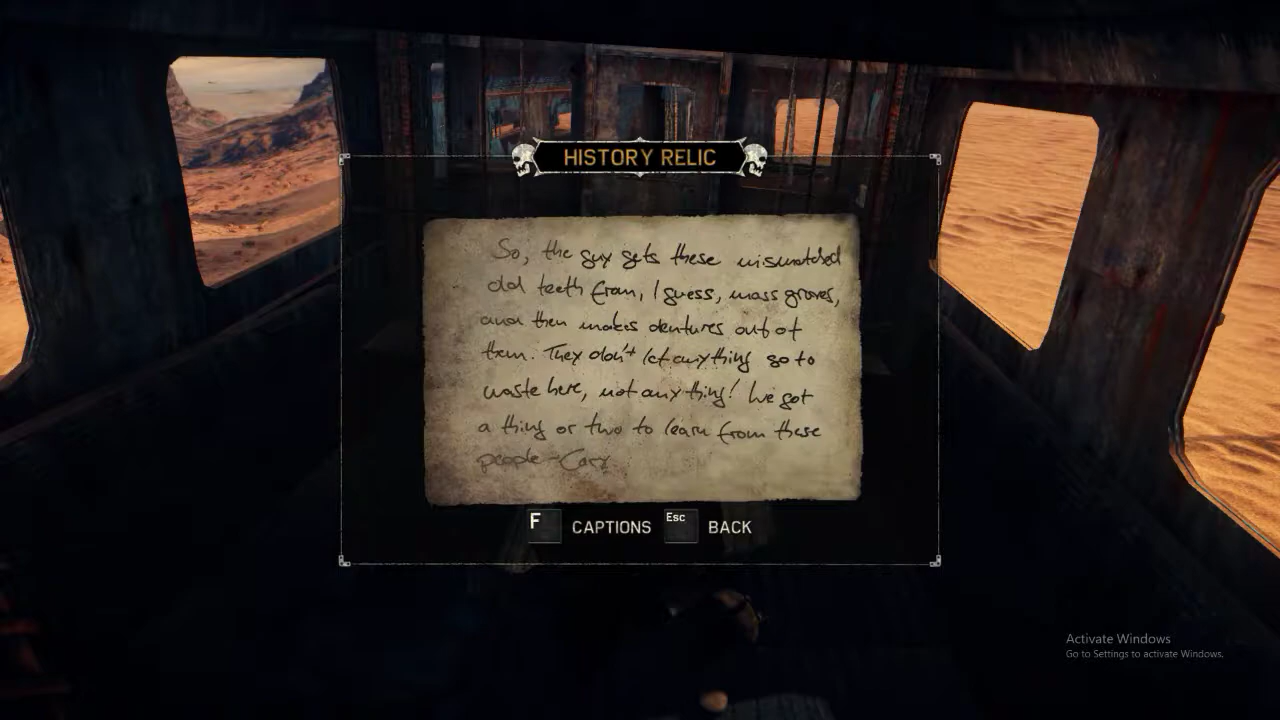 HISTORY RELIC
So, the guy gets these mismatched
old teeth from, I guess, mass graves,
and then makes dentures out of
them. They don't let anything go to
waste here, not anything! We got
a thing or two to learn from these
people - Cary
F CAPTIONS Esc BACK
Activate Windows
Go to Settings to activate Windows.